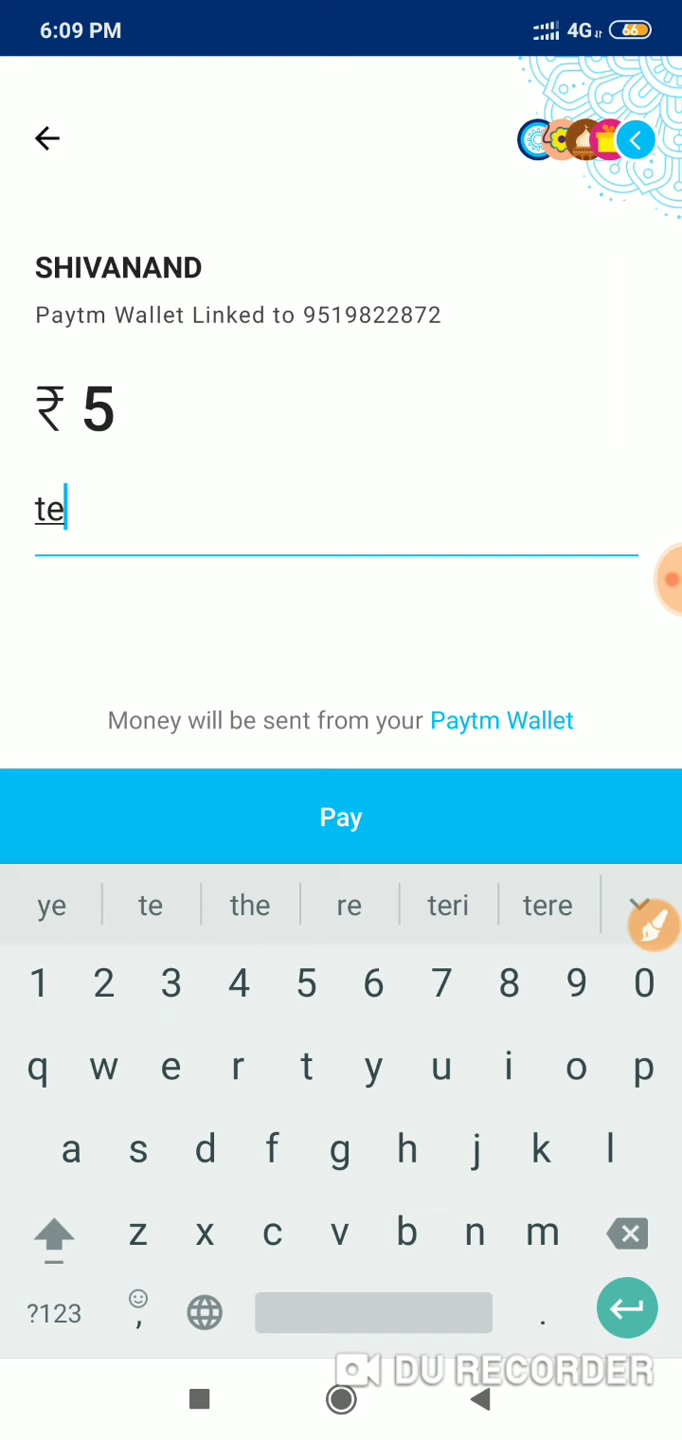 6:09 PM 4G 66
SHIVANAND
Paytm Wallet Linked to 9519822872
₹ 5
te
Money will be sent from your Paytm Wallet
Pay
ye te the re teri tere
1 2 3 4 5 6 7 8 9 0
q w e r t y u i o p
a s d f g h j k l
z x c v b n m
?123 , .
DU RECORDER